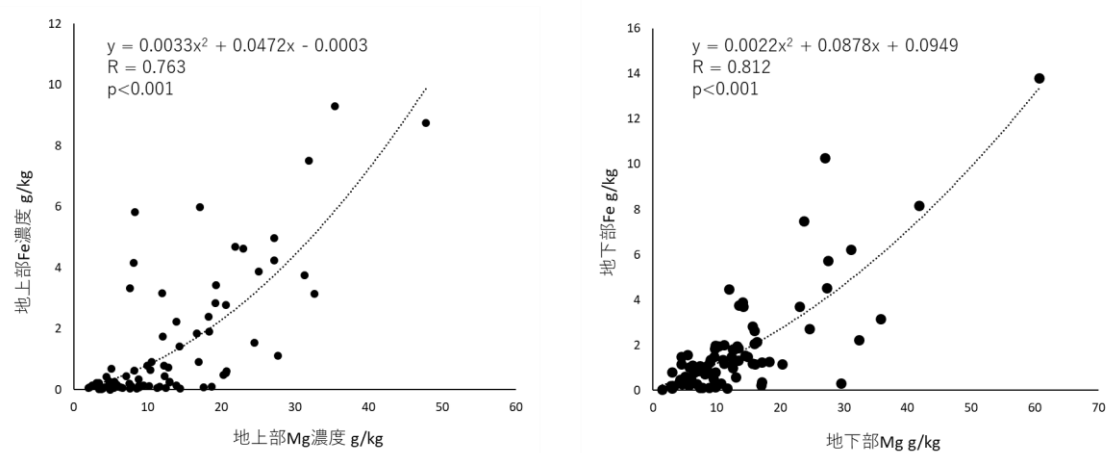 12
10
8
6
4
2
0
地上部Fe濃度 g/kg
y = 0.0033x² + 0.0472x - 0.0003
R = 0.763
p<0.001
0 10 20 30 40 50 60
地上部Mg濃度 g/kg
16
14
12
10
8
6
4
2
0
地下部Fe g/kg
y = 0.0022x² + 0.0878x + 0.0949
R = 0.812
p<0.001
0 10 20 30 40 50 60 70
地下部Mg g/kg